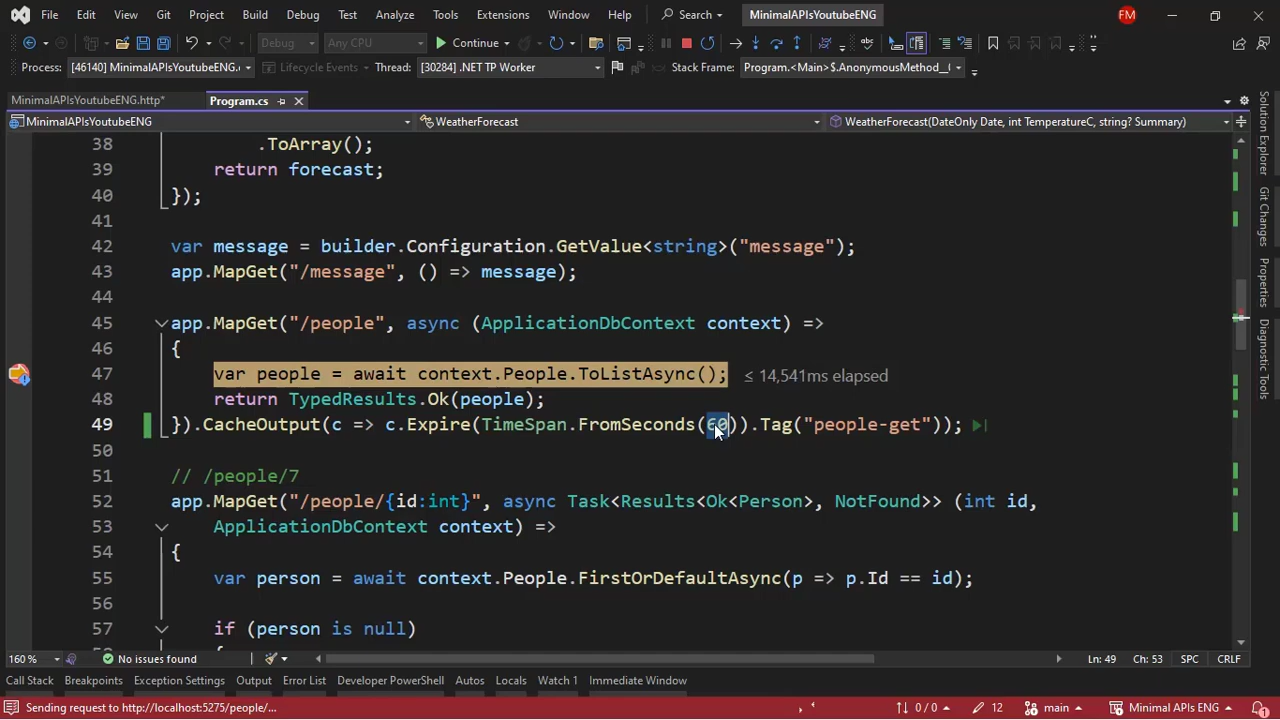 File Edit View Git Project Build Debug Test Analyze Tools Extensions Window Help Search MinimalAPIsYoutubeENG FM
Debug Any CPU Continue
Process: [46140] MinimalAPIsYoutubeENG. Lifecycle Events Thread: [30284] .NET TP Worker Stack Frame: Program.<Main>$.AnonymousMethod__(
MinimalAPIsYoutubeENG.http* Program.cs
MinimalAPIsYoutubeENG WeatherForecast WeatherForecast(DateOnly Date, int TemperatureC, string? Summary)
38 .ToArray();
39 return forecast;
40 });
41
42 var message = builder.Configuration.GetValue<string>("message");
43 app.MapGet("/message", () => message);
44
45 app.MapGet("/people", async (ApplicationDbContext context) =>
46 {
47 var people = await context.People.ToListAsync(); ≤ 14,541ms elapsed
48 return TypedResults.Ok(people);
49 }).CacheOutput(c => c.Expire(TimeSpan.FromSeconds(60)).Tag("people-get"));
50
51 // /people/7
52 app.MapGet("/people/{id:int}", async Task<Results<Ok<Person>, NotFound>> (int id,
53 ApplicationDbContext context) =>
54 {
55 var person = await context.People.FirstOrDefaultAsync(p => p.Id == id);
56
57 if (person is null)
Solution Explorer
Git Changes
Properties
Diagnostic Tools
160 % No issues found Ln: 49 Ch: 53 SPC CRLF
Call Stack Breakpoints Exception Settings Output Error List Developer PowerShell Autos Locals Watch 1 Immediate Window
Sending request to http://localhost:5275/people/... 0 / 0 12 main Minimal APIs ENG 1